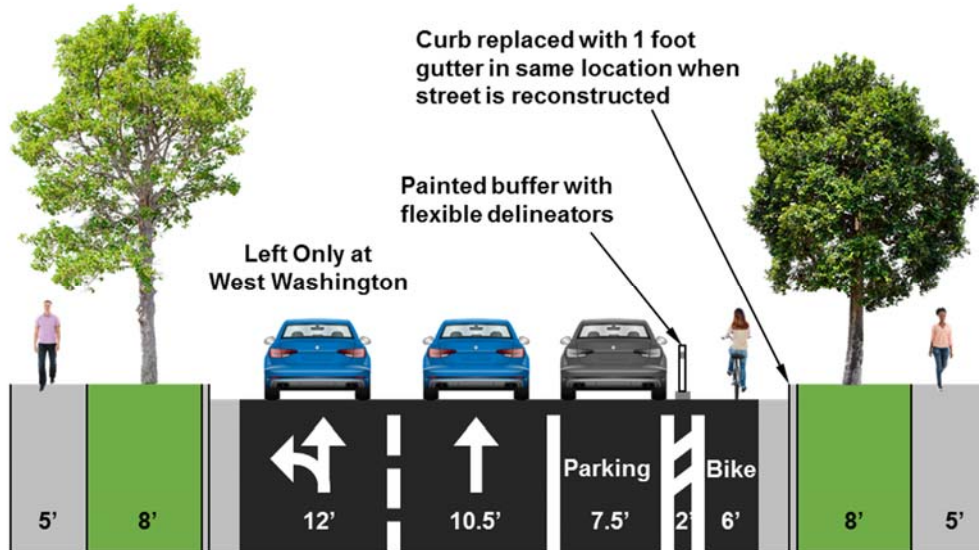 Curb replaced with 1 foot
gutter in same location when
street is reconstructed
Painted buffer with
flexible delineators
Left Only at
West Washington
Parking
Bike
5’
8’
12’
10.5’
7.5’
2’
6’
8’
5’